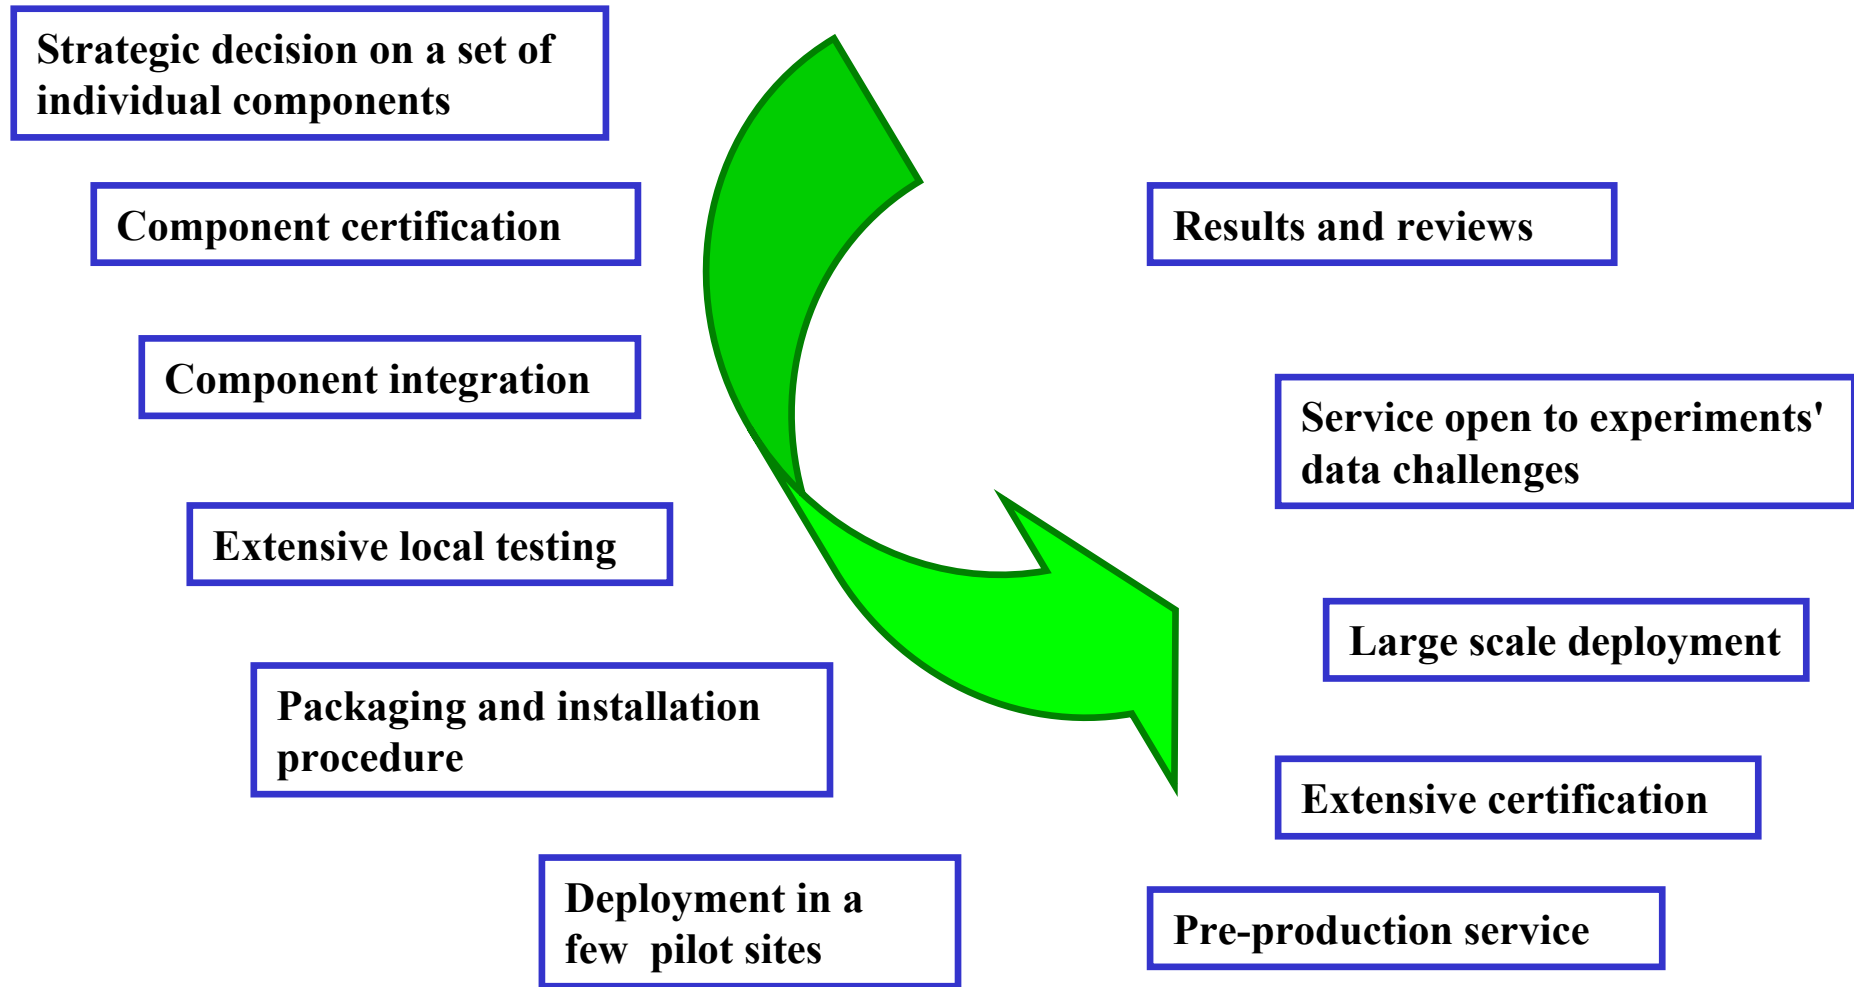 Strategic decision on a set of
individual components
Component certification
Component integration
Extensive local testing
Packaging and installation
procedure
Deployment in a
few  pilot sites
Pre-production service
Extensive certification
Large scale deployment
Service open to experiments'
data challenges
Results and reviews